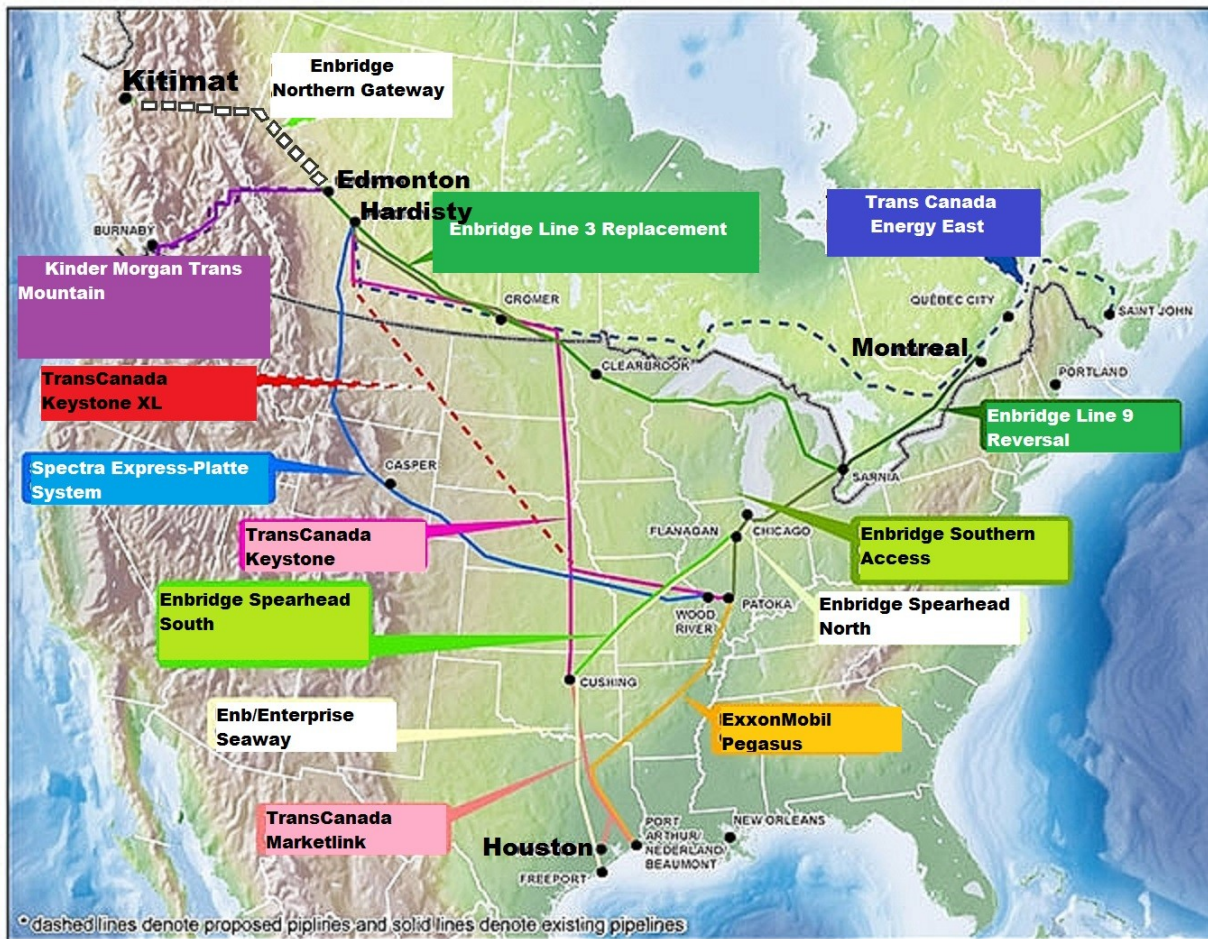 Kitimat
Enbridge
Northern Gateway
Edmonton
Hardisty
BURNABY
Enbridge Line 3 Replacement
Trans Canada
Energy East
Kinder Morgan Trans
Mountain
CROMER
QUÉBEC CITY
SAINT JOHN
Montreal
CLEARBROOK
PORTLAND
TransCanada
Keystone XL
Enbridge Line 9
Reversal
Spectra Express-Platte
System
CASPER
SARNIA
TransCanada
Keystone
FLANAGAN
CHICAGO
Enbridge Southern
Access
Enbridge Spearhead
South
WOOD
RIVER
PATOKA
Enbridge Spearhead
North
CUSHING
Enb/Enterprise
Seaway
ExxonMobil
Pegasus
TransCanada
Marketlink
Houston
PORT
ARTHUR/
NEDERLAND/
BEAUMONT
NEW ORLEANS
FREEPORT
* dashed lines denote proposed piplines and solid lines denote existing pipelines